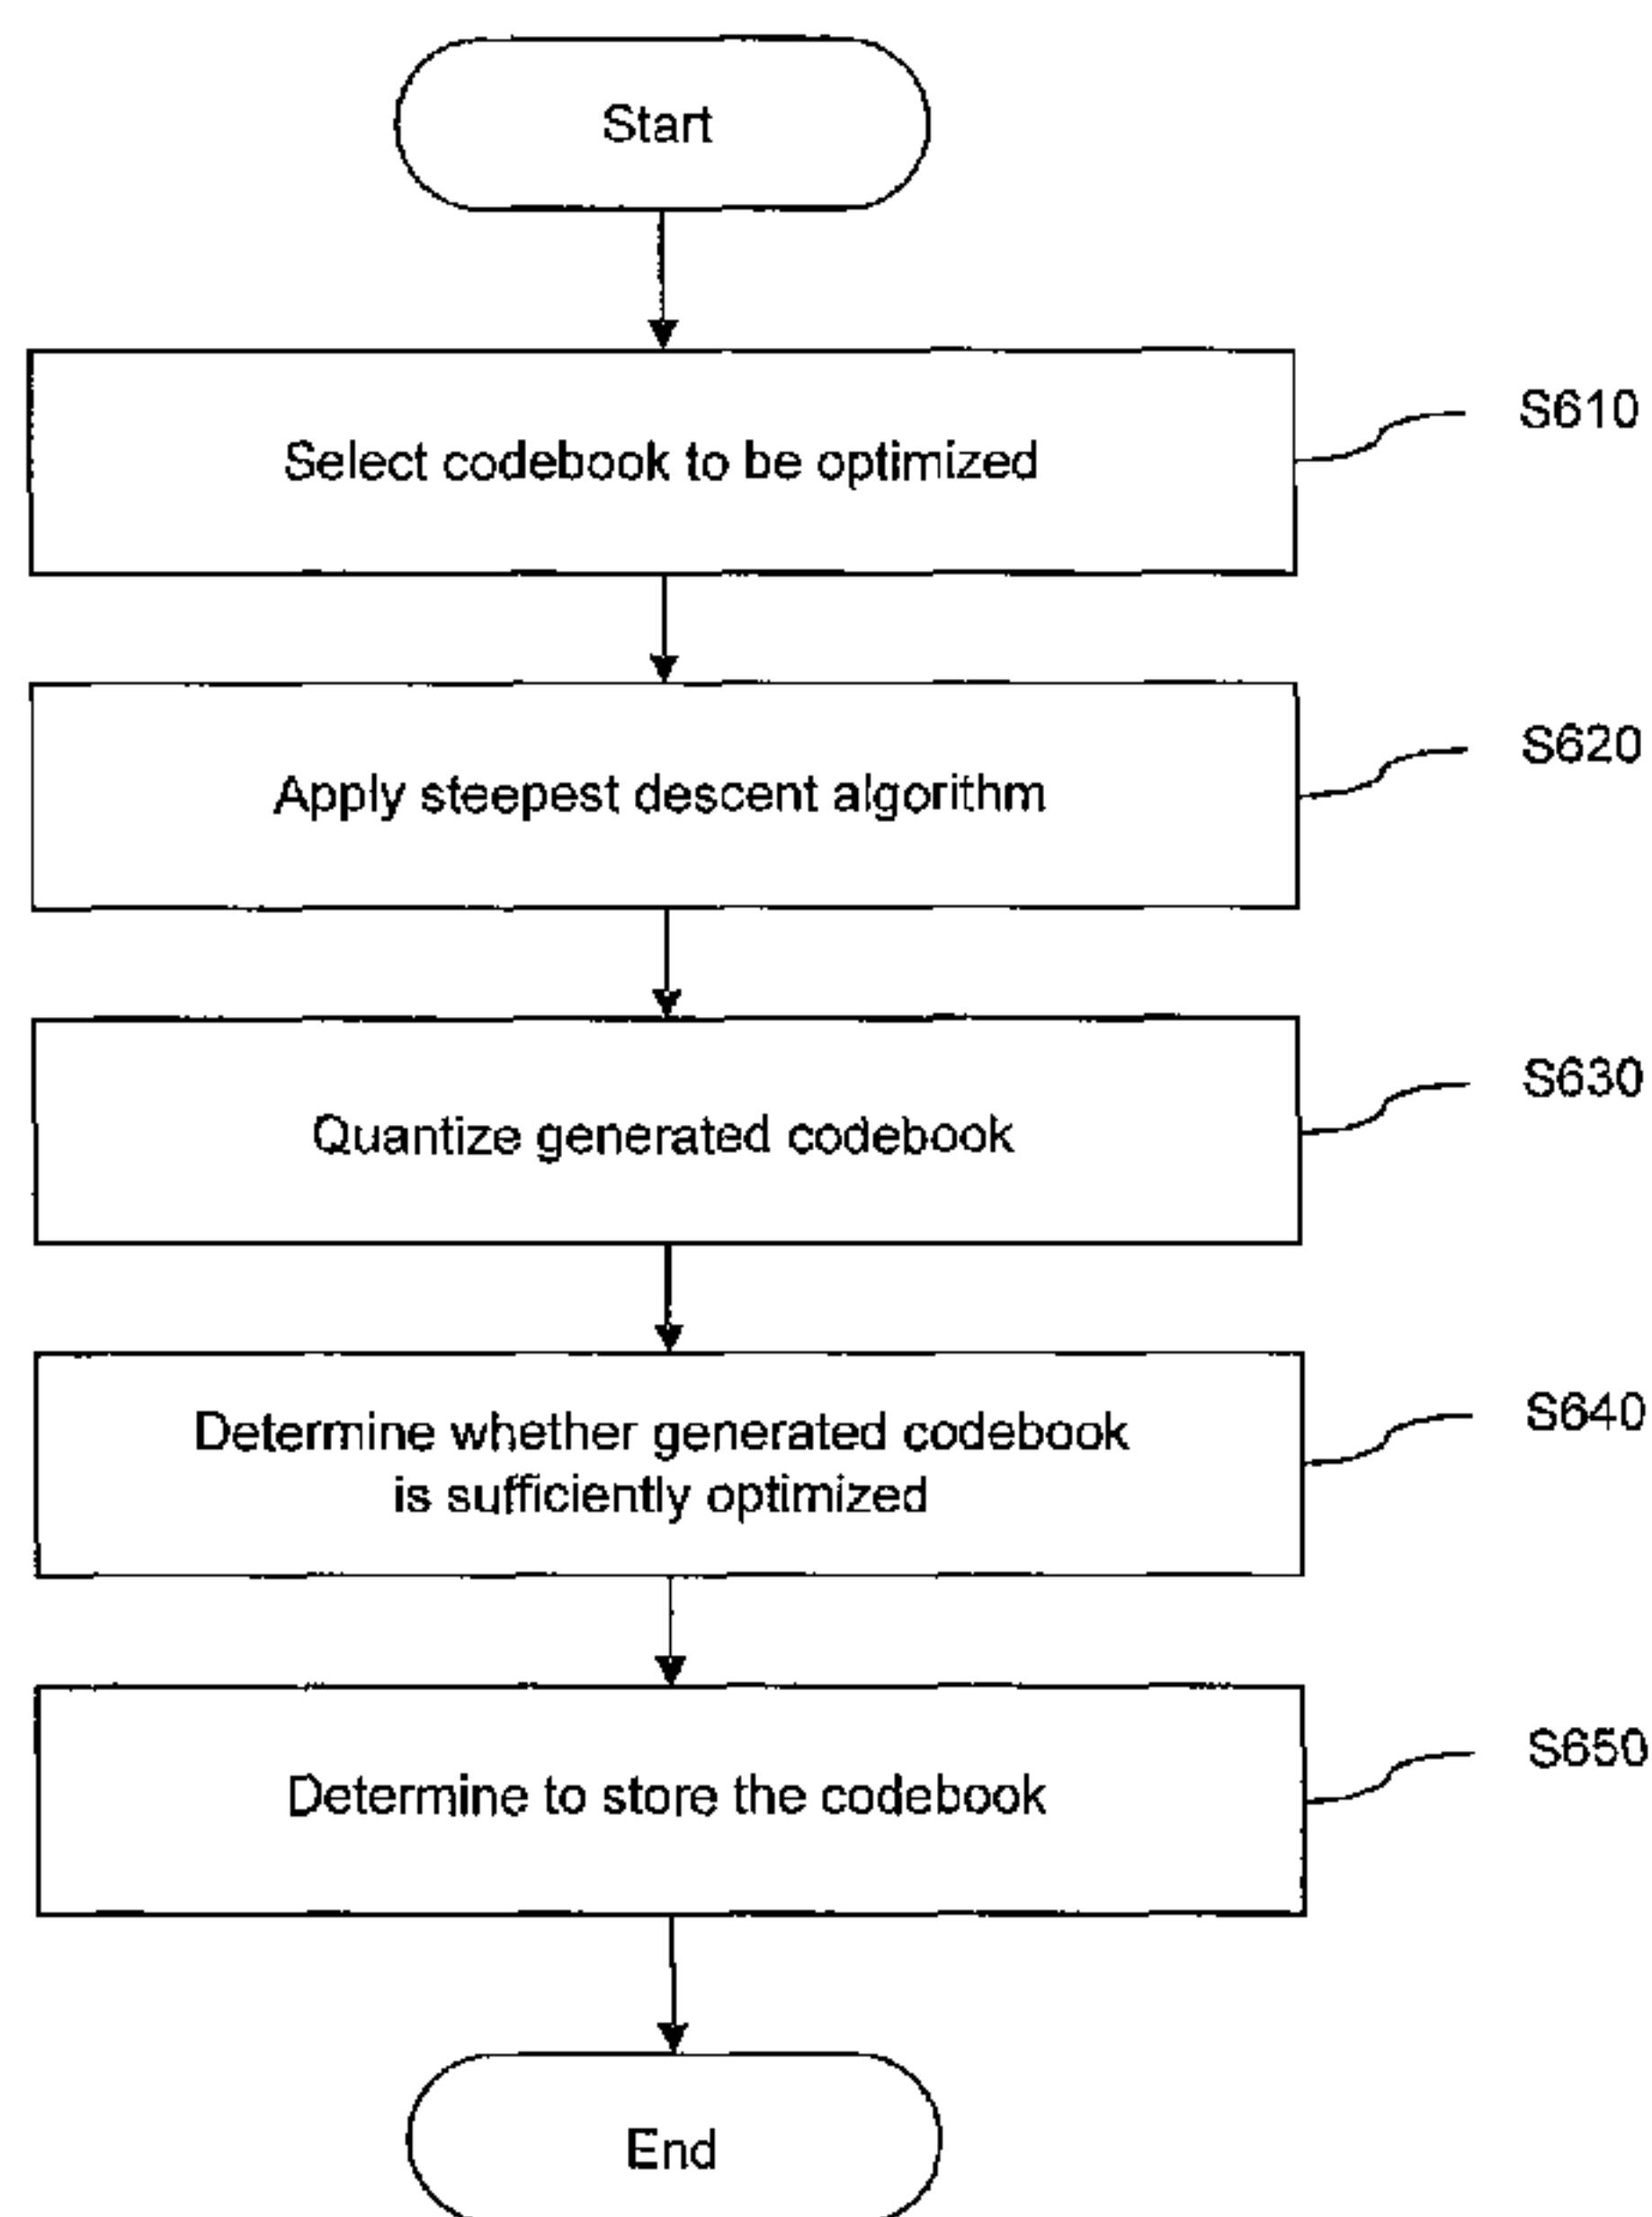 Start
Select codebook to be optimized
S610
Apply steepest descent algorithm
S620
Quantize generated codebook
S630
Determine whether generated codebook
is sufficiently optimized
S640
Determine to store the codebook
S650
End